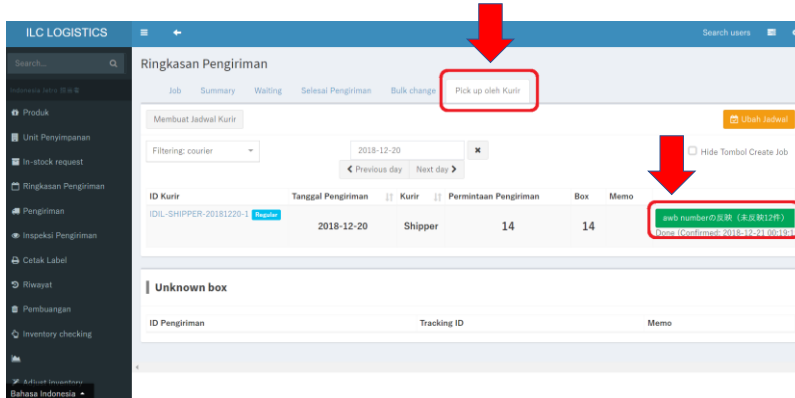 ILC LOGISTICS
Search users
Search...
Ringkasan Pengiriman
Job Summary Waiting Selesai Pengiriman Bulk change Pick up oleh Kurir
Produk
Unit Penyimpanan
In-stock request
Ringkasan Pengiriman
Pengiriman
Inspeksi Pengiriman
Cetak Label
Riwayat
Pembuangan
Inventory checking
Adjust inventory
Bahasa Indonesia
Membuat Jadwal Kurir
Ubah Jadwal
Filtering: courier
2018-12-20
Previous day Next day
Hide Tombol Create Job
ID Kurir Tanggal Pengiriman Kurir Permintaan Pengiriman Box Memo
IDIL-SHIPPER-20181220-1 Regular
2018-12-20 Shipper 14 14
awb numberの反映（未反映12件）
Done (Confirmed: 2018-12-21 00:19:1
Unknown box
ID Pengiriman Tracking ID Memo